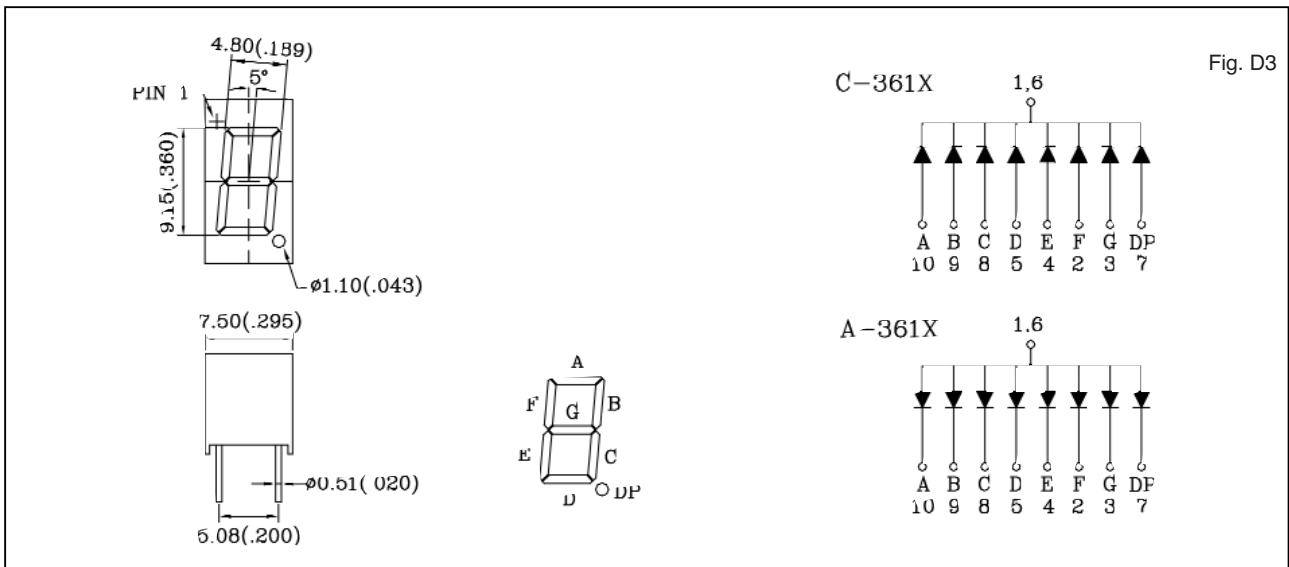 Fig. D3
4.80(.189)
5°
PIN 1
9.15(.360)
ø1.10(.043)
7.50(.295)
ø0.51( 020)
5.08(.200)
A
F G B
E C
D DP
C-361X
1,6
A B C D E F G DP
10 9 8 5 4 2 3 7
A-361X
1.6
A B C D E F G DP
10 9 8 5 4 2 3 7